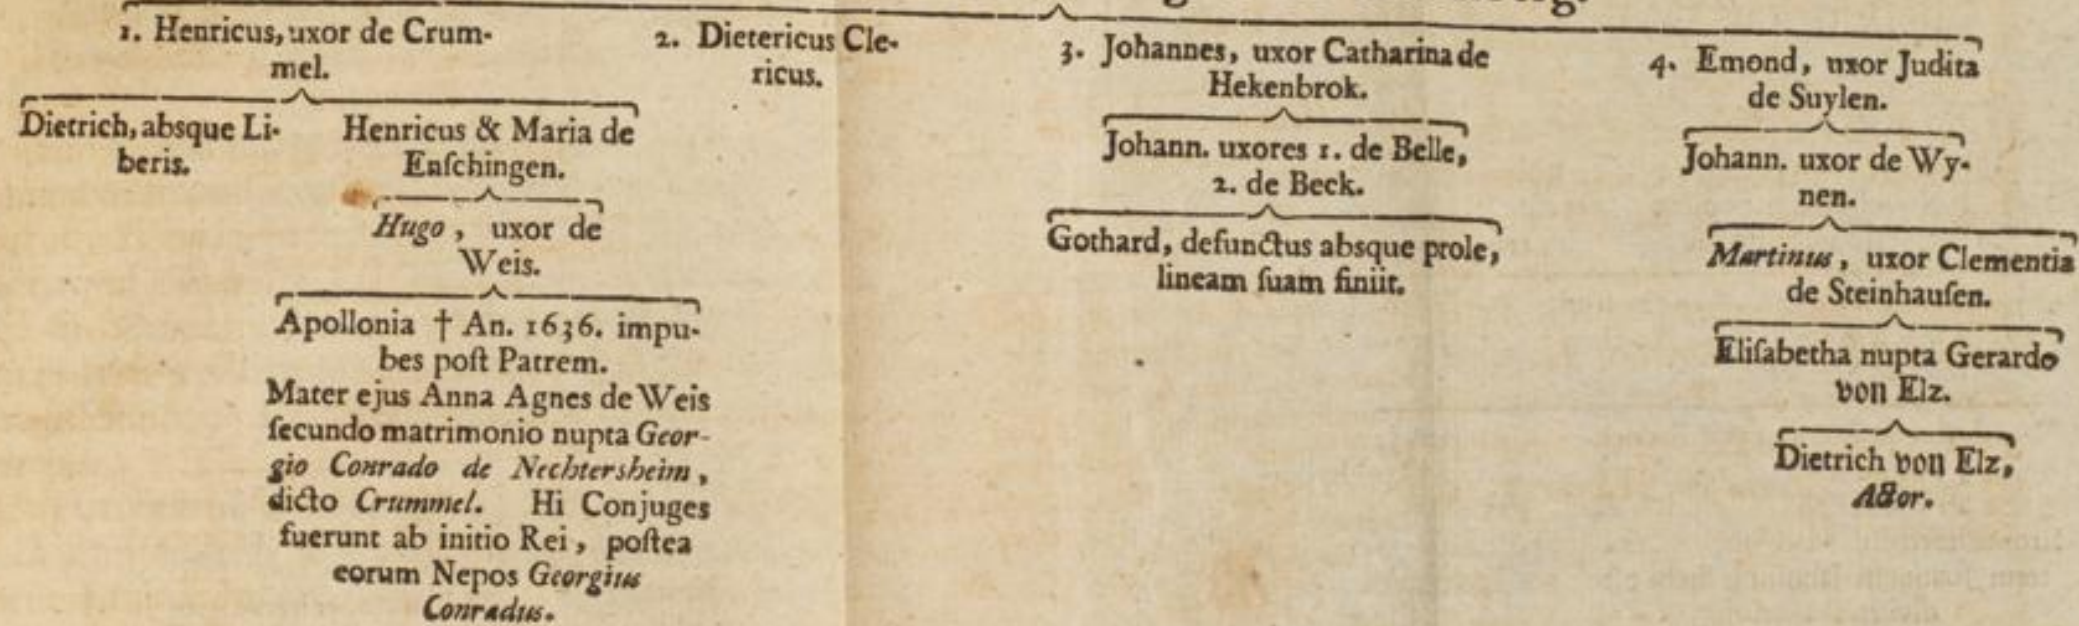 1. Henricus, uxor de Crum-
mel.
Dietrich, absque Li-
beris.
Henricus & Maria de
Enſchingen.
Hugo, uxor de
Weis.
Apollonia † An. 1636. impu-
bes poſt Patrem.
Mater ejus Anna Agnes de Weis
ſecundo matrimonio nupta Geor-
gio Conrado de Nechtersheim,
dicto Crummel. Hi Conjuges
fuerunt ab initio Rei, poſtea
eorum Nepos Georgius
Conradus.
2. Dietericus Cle-
ricus.
3. Johannes, uxor Catharina de
Hekenbrok.
Johann. uxores 1. de Belle,
2. de Beck.
Gothard, defunctus absque prole,
lineam ſuam finiit.
4. Emond, uxor Judita
de Suylen.
Johann. uxor de Wy-
nen.
Martinus, uxor Clementia
de Steinhauſen.
Eliſabetha nupta Gerardo
von Elz.
Dietrich von Elz,
Actor.